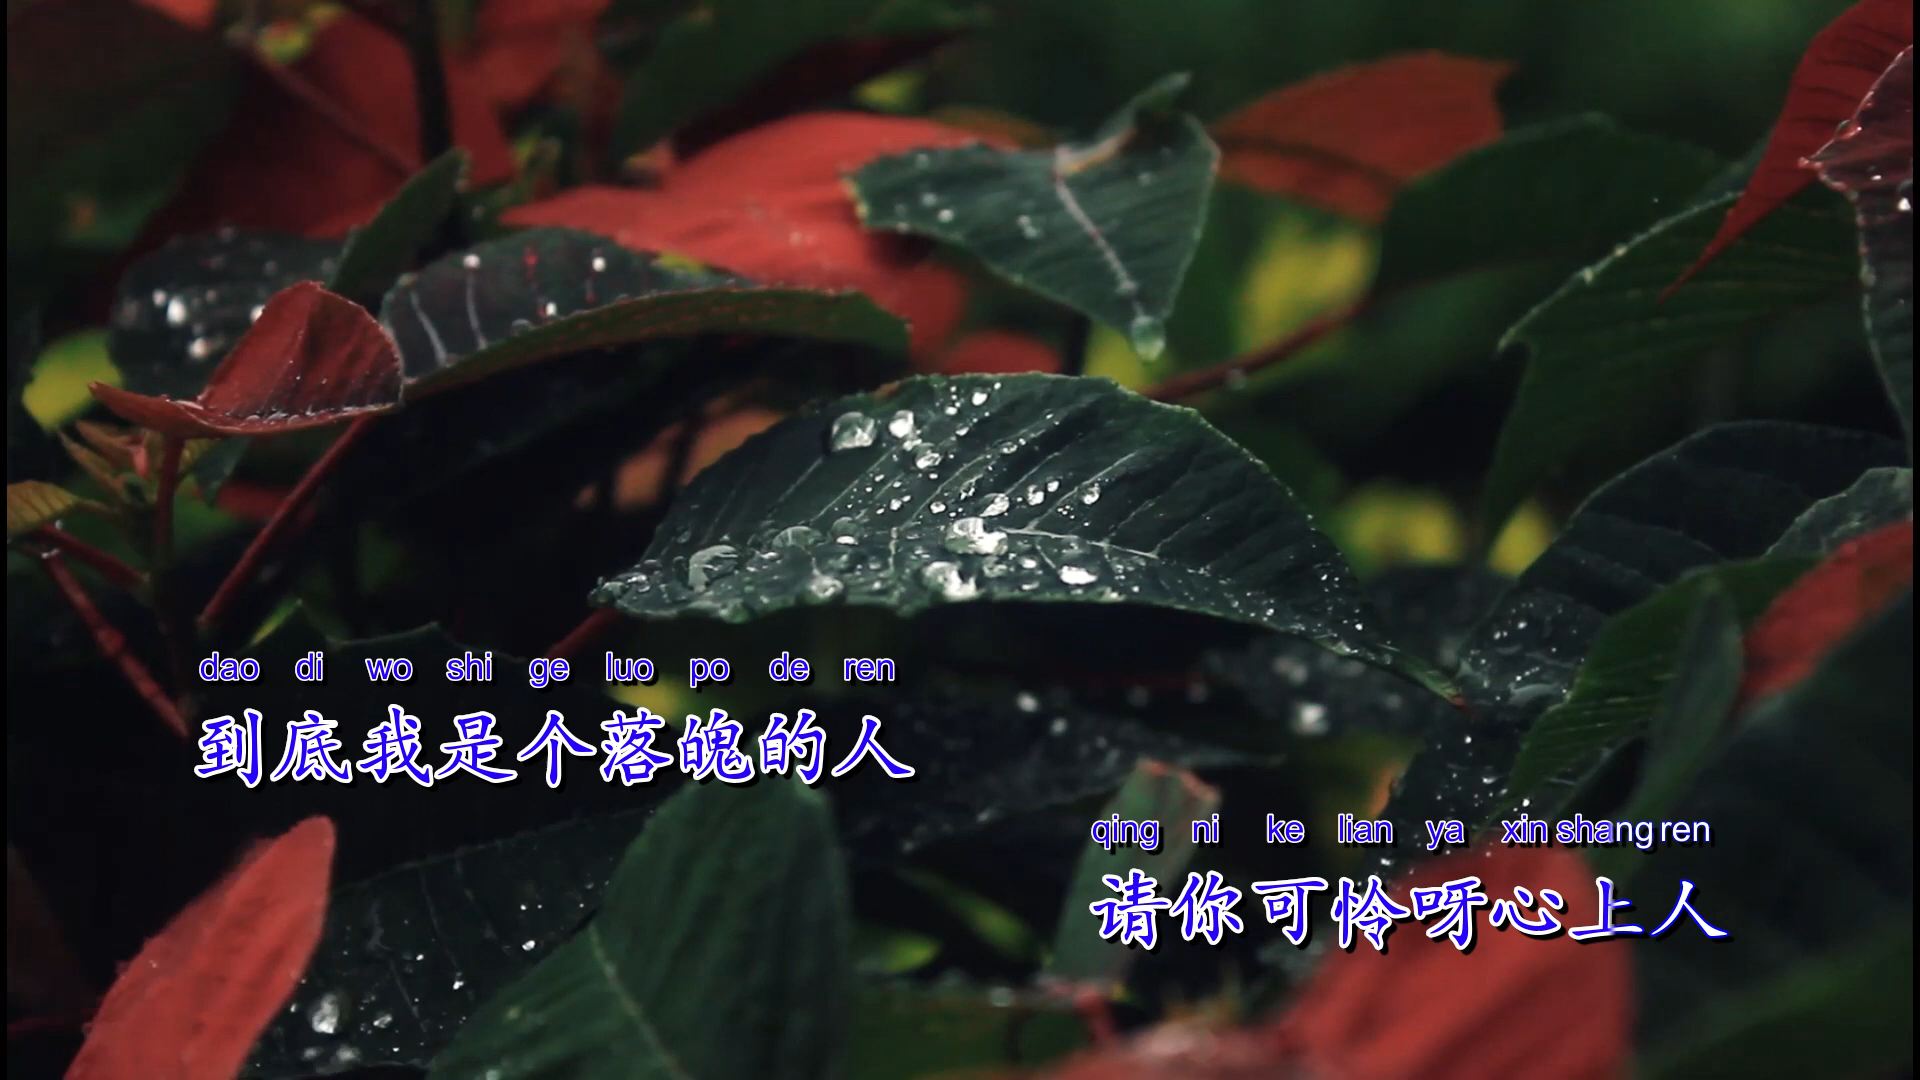 dao di wo shi ge luo po de ren
到底我是个落魄的人
qing ni ke lian ya xin shang ren
请你可怜呀心上人